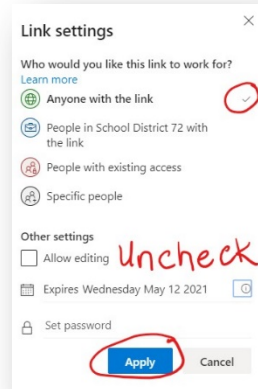 Link settings
Who would you like this link to work for?
Learn more
Anyone with the link
People in School District 72 with
the link
People with existing access
Specific people
Other settings
Allow editing Uncheck
Expires Wednesday May 12 2021
Set password
Apply Cancel